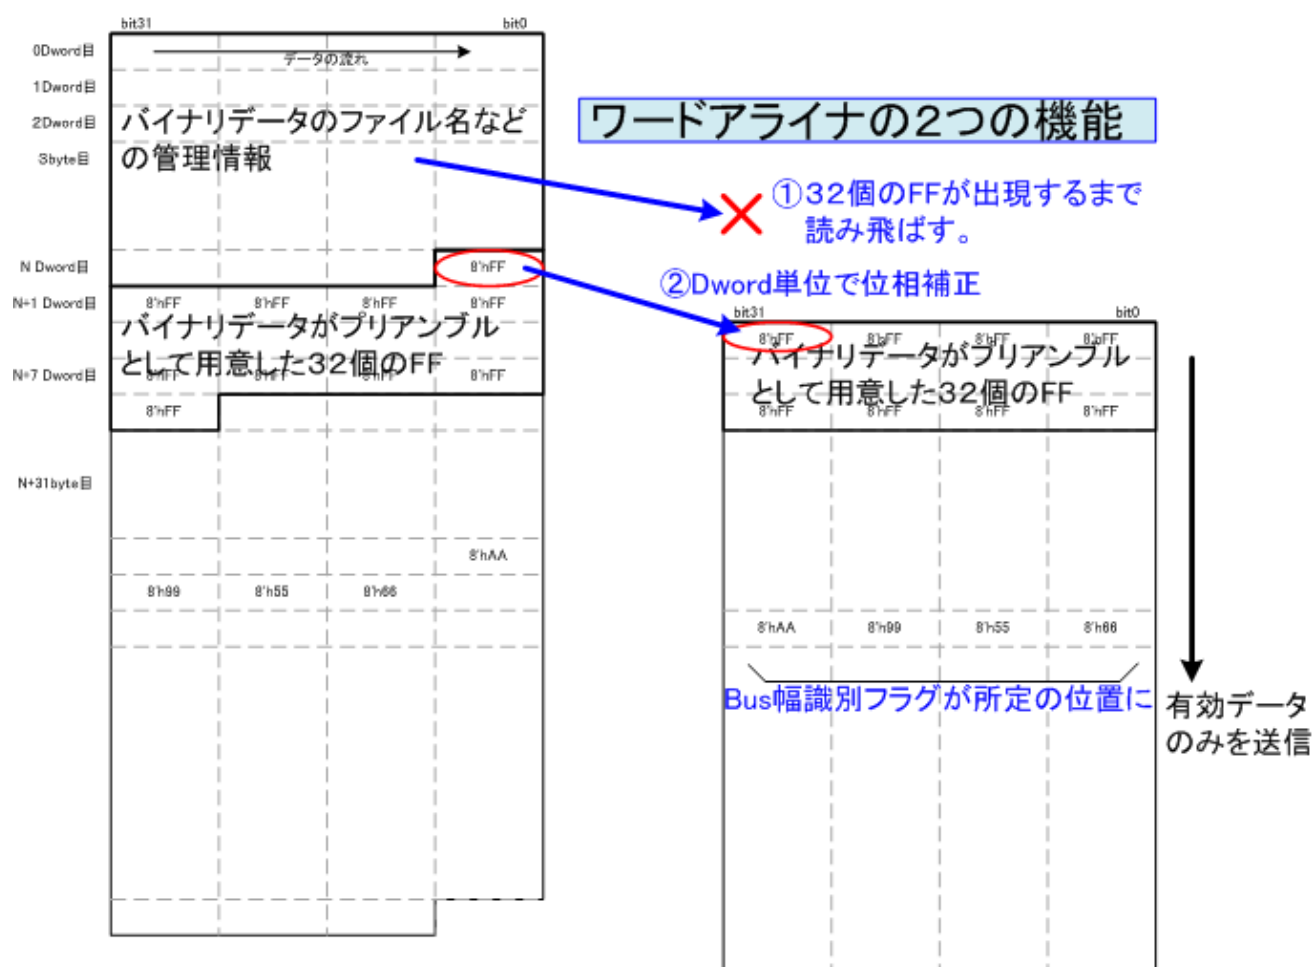 bit31 bit0
0Dword目
データの流れ
1Dword目
2Dword目
3byte目
バイナリデータのファイル名など
の管理情報
N Dword目
8'hFF
N+1 Dword目
8'hFF 8'hFF 8'hFF 8'hFF
バイナリデータがプリアンブル
として用意した32個のFF
N+7 Dword目
8'hFF 8'hFF 8'hFF 8'hFF
8'hFF
N+31byte目
8'hAA
8'h99 8'h55 8'h66
ワードアライナの2つの機能
①32個のFFが出現するまで
読み飛ばす。
②Dword単位で位相補正
bit31 bit0
8'hFF 8'hFF 8'hFF 8'hFF
バイナリデータがプリアンブル
として用意した32個のFF
8'hFF 8'hFF 8'hFF 8'hFF
8'hAA 8'h99 8'h55 8'h66
Bus幅識別フラグが所定の位置に
有効データ
のみを送信